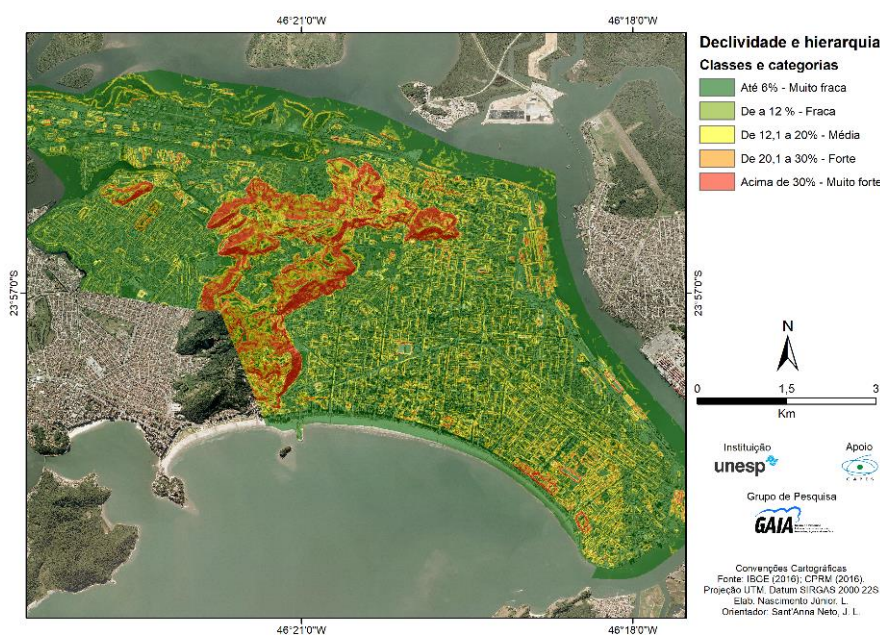 46°21'0"W
46°18'0"W
23°57'0"S
23°57'0"S
Declividade e hierarquia
Classes e categorias
Até 6% - Muito fraca
De a 12 % - Fraca
De 12,1 a 20% - Média
De 20,1 a 30% - Forte
Acima de 30% - Muito forte
N
0
1,5
3
Km
Instituição
Apoio
unesp
CAPES
Grupo de Pesquisa
GAIA
Convenções Cartográficas
Fonte: IBGE (2016); CPRM (2016).
Projeção UTM. Datum SIRGAS 2000 22S
Elab. Nascimento Júnior, L.
Orientador: Sant'Anna Neto, J. L.
46°21'0"W
46°18'0"W